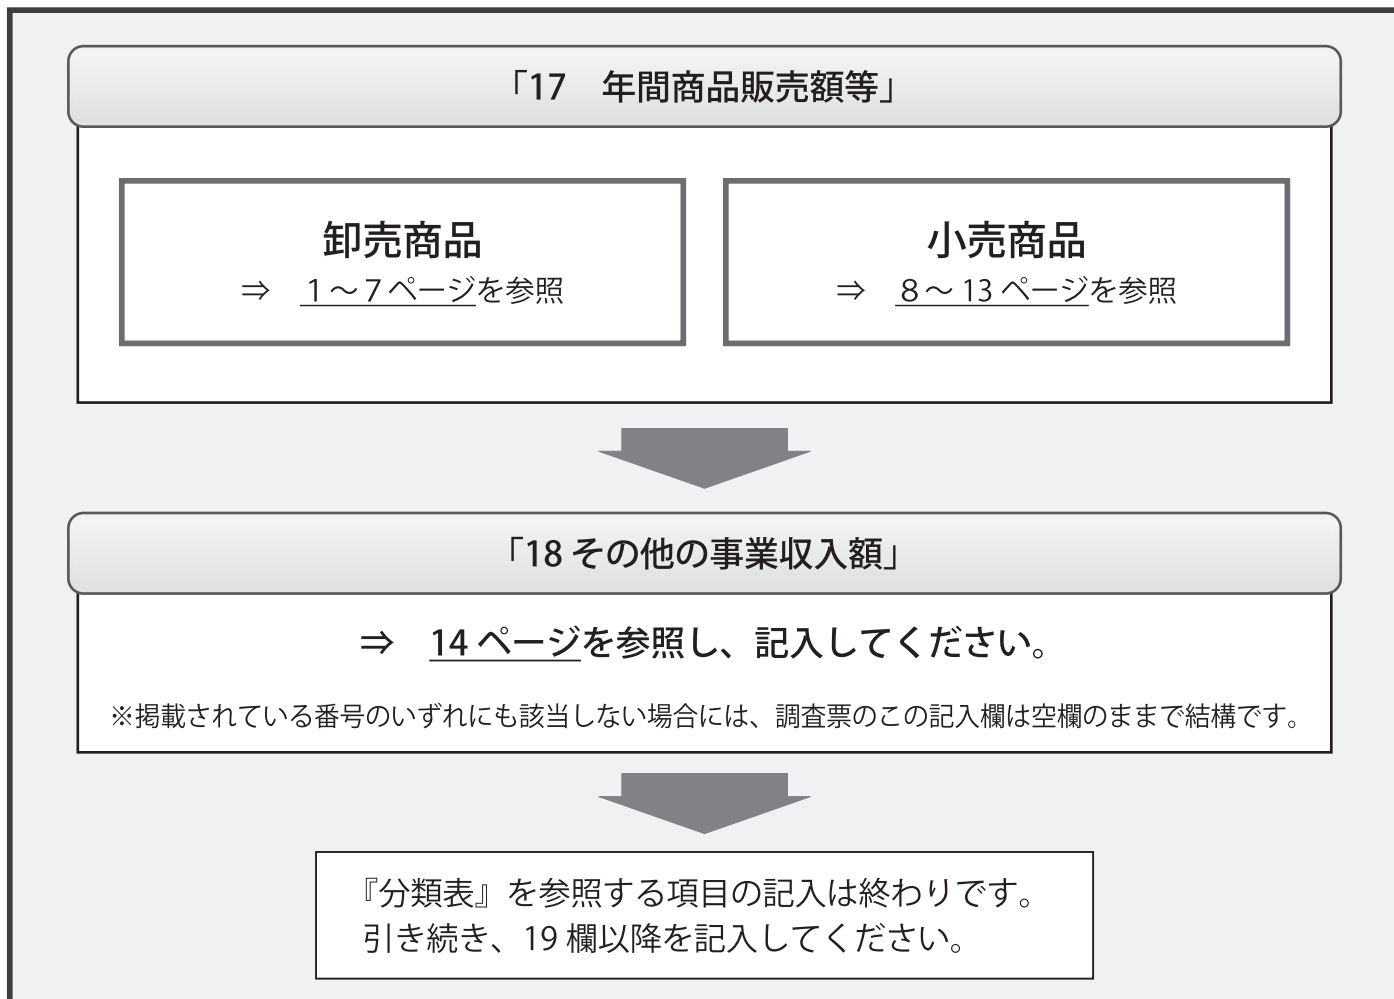 「17　年間商品販売額等」
卸売商品
⇒　1～7ページを参照
小売商品
⇒　8～13ページを参照
「18その他の事業収入額」
⇒　14ページを参照し、記入してください。
※掲載されている番号のいずれにも該当しない場合には、調査票のこの記入欄は空欄のままで結構です。
『分類表』を参照する項目の記入は終わりです。
引き続き、19欄以降を記入してください。